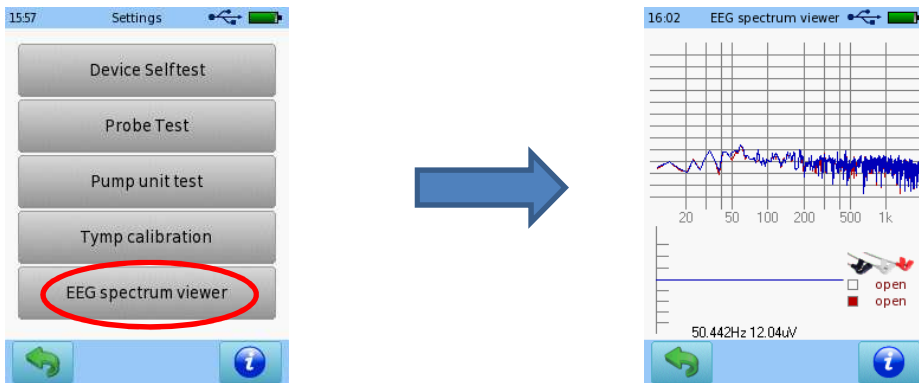 15:57 Settings
Device Selftest
Probe Test
Pump unit test
Tymp calibration
EEG spectrum viewer
16:02 EEG spectrum viewer
20 50 100 200 500 1k
open
open
50.442Hz 12.04uV